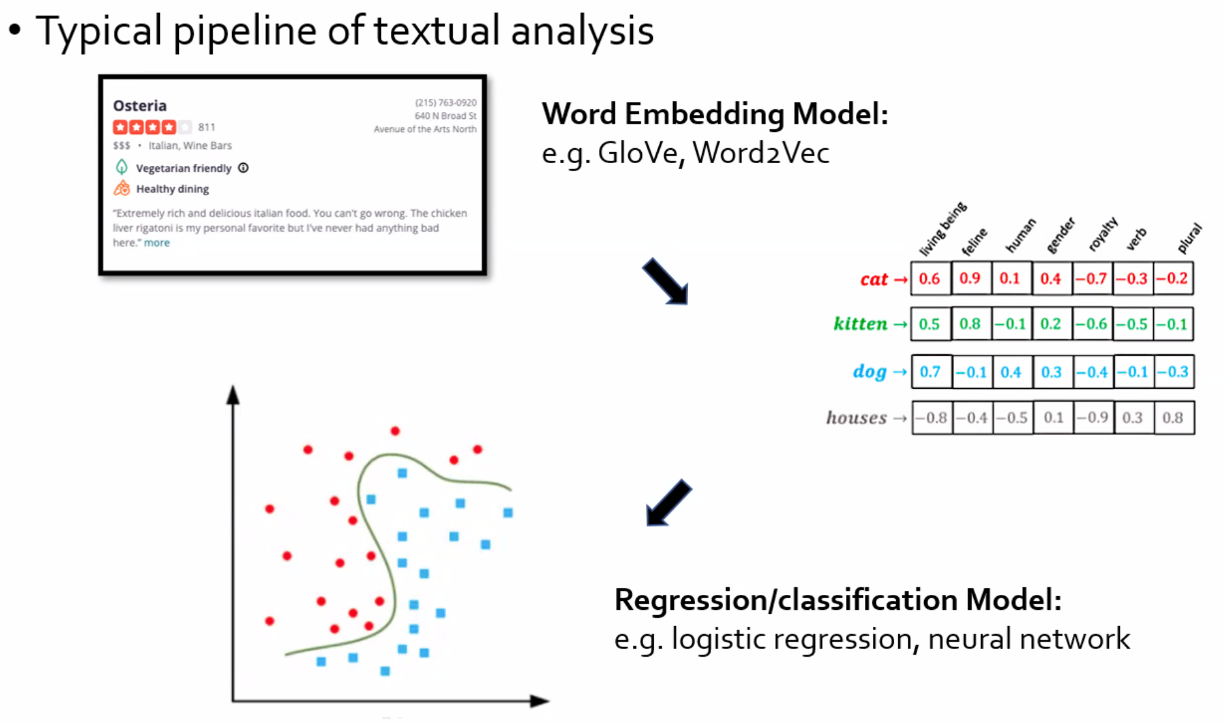 • Typical pipeline of textual analysis
Osteria
811
$$$ • Italian, Wine Bars
Vegetarian friendly
Healthy dining
(215) 763-0920
640 N Broad St
Avenue of the Arts North
"Extremely rich and delicious italian food. You can't go wrong. The chicken
liver rigatoni is my personal favorite but I've never had anything bad
here." more
Word Embedding Model:
e.g. GloVe, Word2Vec
living being feline human gender royalty verb plural
cat → 0.6 0.9 0.1 0.4 −0.7 −0.3 −0.2
kitten → 0.5 0.8 −0.1 0.2 −0.6 −0.5 −0.1
dog → 0.7 −0.1 0.4 0.3 −0.4 −0.1 −0.3
houses → −0.8 −0.4 −0.5 0.1 −0.9 0.3 0.8
Regression/classification Model:
e.g. logistic regression, neural network